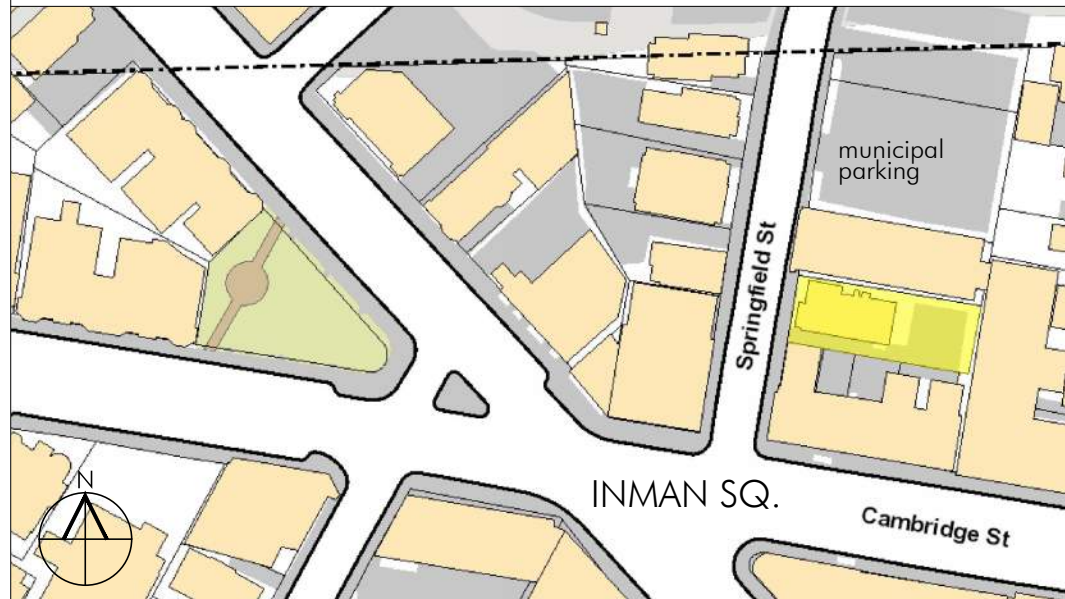 municipal
parking
Springfield St
N
INMAN SQ.
Cambridge St